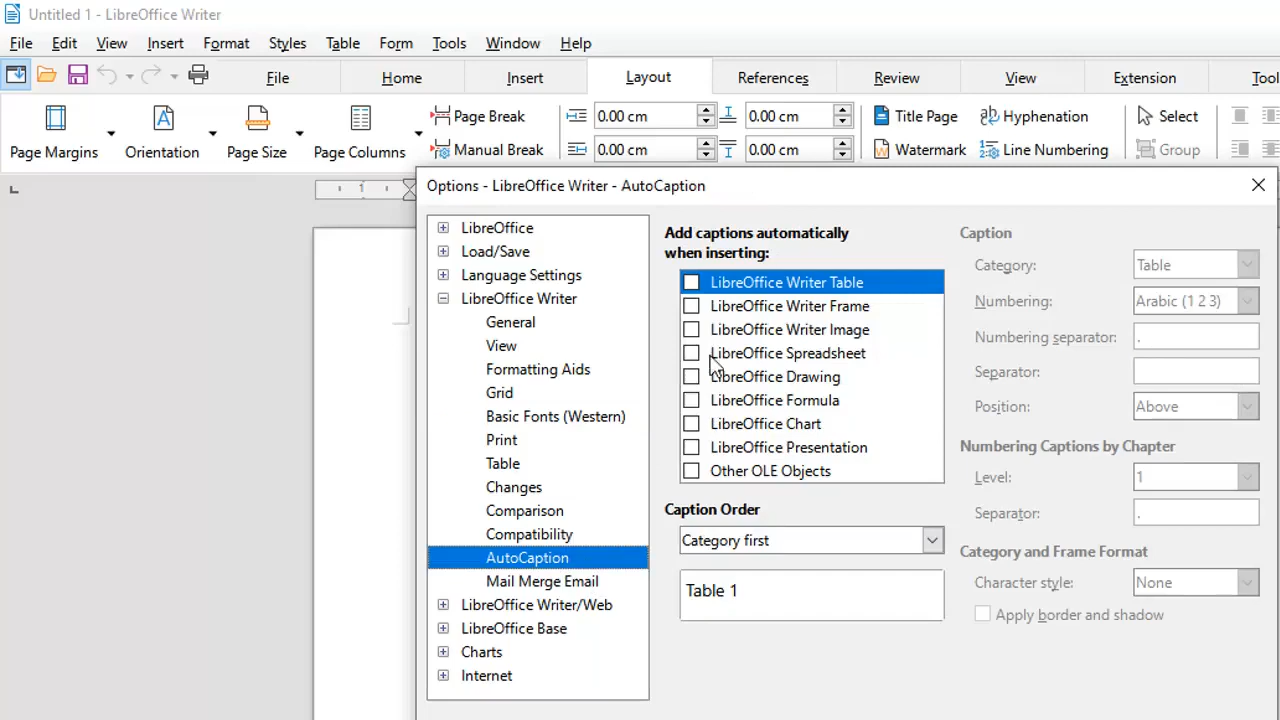 Untitled 1 - LibreOffice Writer
File Edit View Insert Format Styles Table Form Tools Window Help
File Home Insert Layout References Review View Extension Tool
Page Margins Orientation Page Size Page Columns
Page Break 0.00 cm 0.00 cm Title Page Hyphenation Select
Manual Break 0.00 cm 0.00 cm Watermark Line Numbering Group
1
Options - LibreOffice Writer - AutoCaption
LibreOffice
Load/Save
Language Settings
LibreOffice Writer
General
View
Formatting Aids
Grid
Basic Fonts (Western)
Print
Table
Changes
Comparison
Compatibility
AutoCaption
Mail Merge Email
LibreOffice Writer/Web
LibreOffice Base
Charts
Internet
Add captions automatically
when inserting:
LibreOffice Writer Table
LibreOffice Writer Frame
LibreOffice Writer Image
LibreOffice Spreadsheet
LibreOffice Drawing
LibreOffice Formula
LibreOffice Chart
LibreOffice Presentation
Other OLE Objects
Caption Order
Category first
Table 1
Caption
Category: Table
Numbering: Arabic (1 2 3)
Numbering separator: .
Separator:
Position: Above
Numbering Captions by Chapter
Level: 1
Separator: .
Category and Frame Format
Character style: None
Apply border and shadow